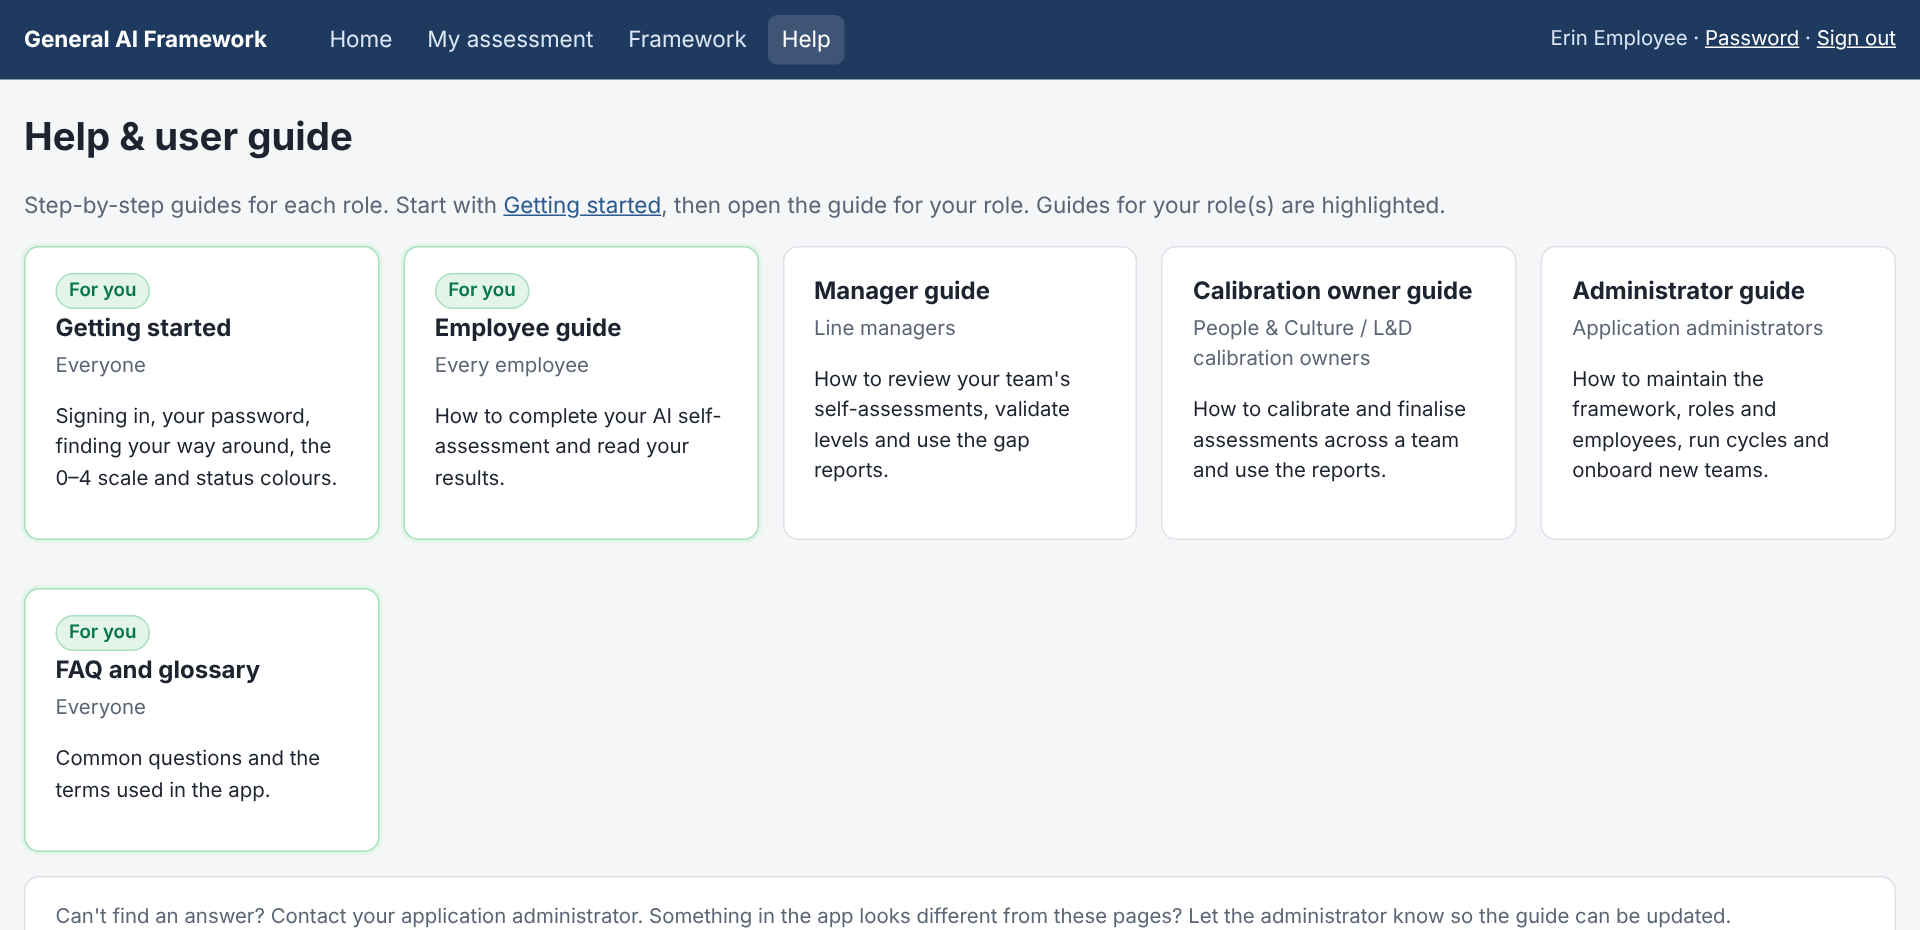 General AI Framework
Home
My assessment
Framework
Help
Erin Employee · Password · Sign out
Help & user guide
Step-by-step guides for each role. Start with Getting started, then open the guide for your role. Guides for your role(s) are highlighted.
For you
Getting started
Everyone
Signing in, your password,
finding your way around, the
0–4 scale and status colours.
For you
Employee guide
Every employee
How to complete your AI self-
assessment and read your
results.
Manager guide
Line managers
How to review your team's
self-assessments, validate
levels and use the gap
reports.
Calibration owner guide
People & Culture / L&D
calibration owners
How to calibrate and finalise
assessments across a team
and use the reports.
Administrator guide
Application administrators
How to maintain the
framework, roles and
employees, run cycles and
onboard new teams.
For you
FAQ and glossary
Everyone
Common questions and the
terms used in the app.
Can't find an answer? Contact your application administrator. Something in the app looks different from these pages? Let the administrator know so the guide can be updated.